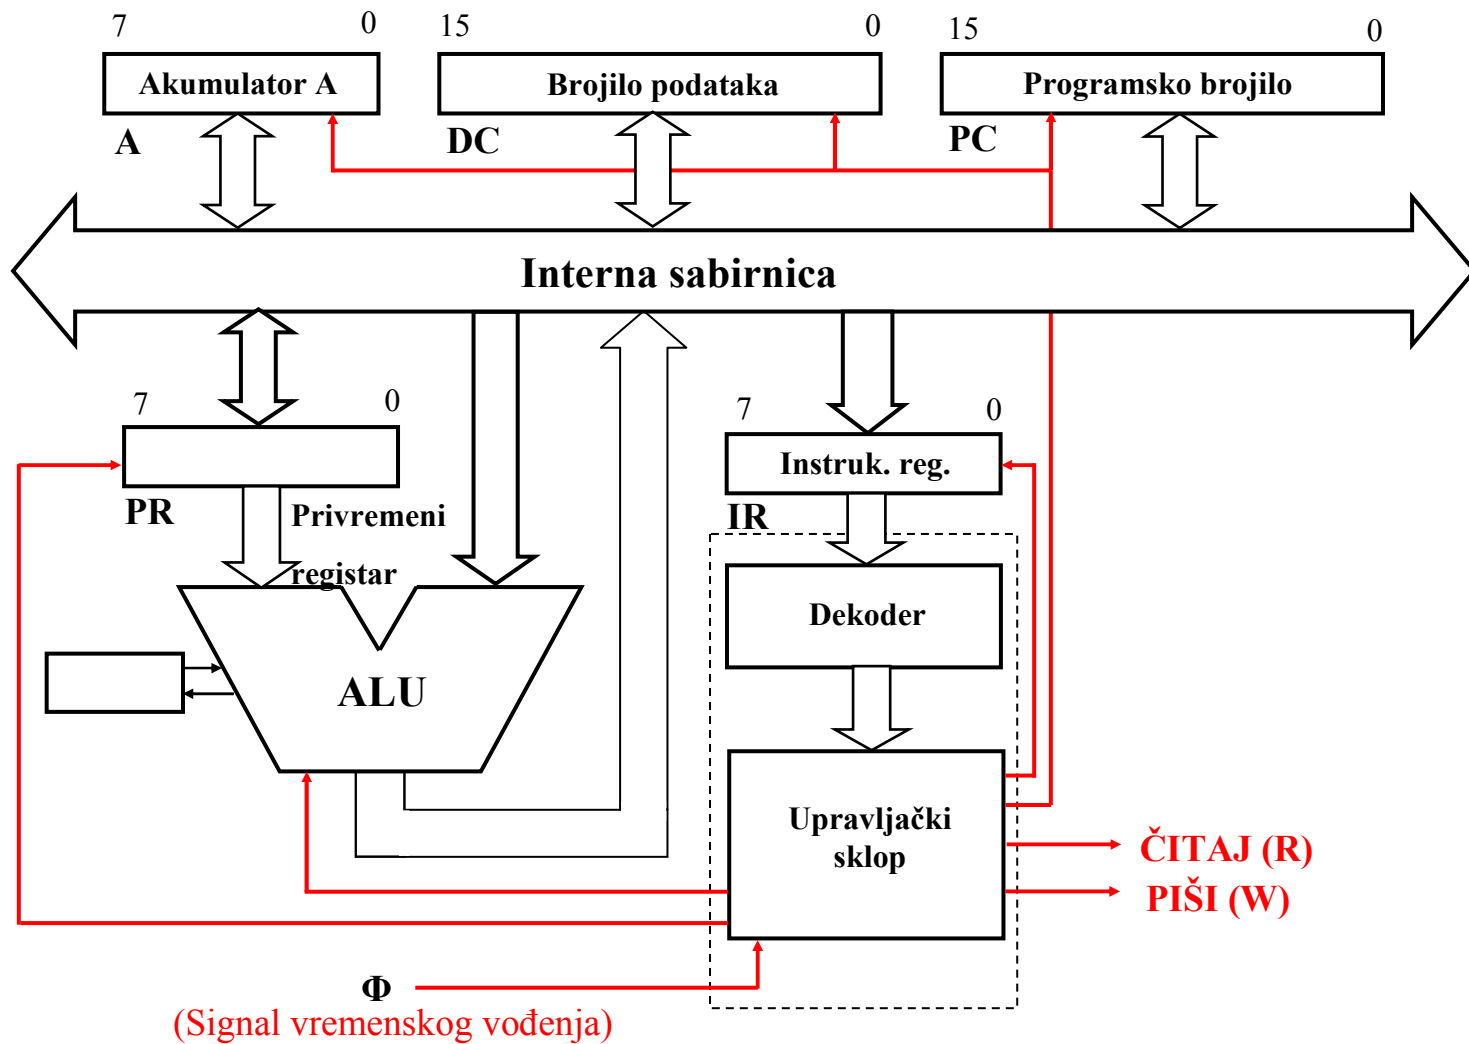 7 0 15 0 15 0
Akumulator A Brojilo podataka Programsko brojilo
A DC PC
Interna sabirnica
7 0 7 0
Instruk. reg.
PR Privremeni IR
registar
Dekoder
ALU
Upravljački
sklop
ČITAJ (R)
PIŠI (W)
Φ
(Signal vremenskog vođenja)